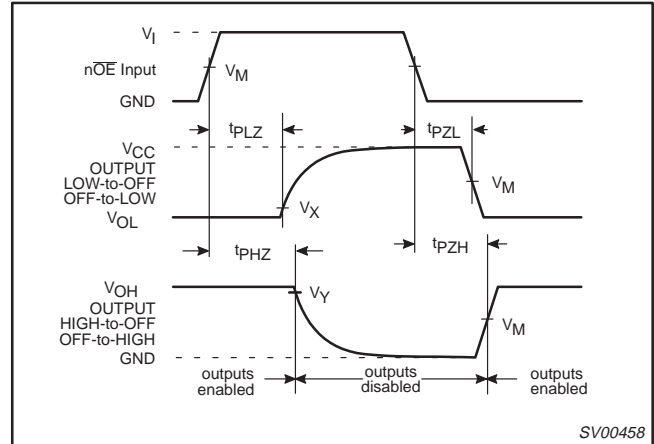 VI
nOE Input
VM
GND
tPLZ
tPZL
VCC
OUTPUT
LOW-to-OFF
OFF-to-LOW
VM
VX
VOL
tPHZ
tPZH
VOH
VY
OUTPUT
HIGH-to-OFF
OFF-to-HIGH
VM
GND
outputs
enabled
outputs
disabled
outputs
enabled
SV00458